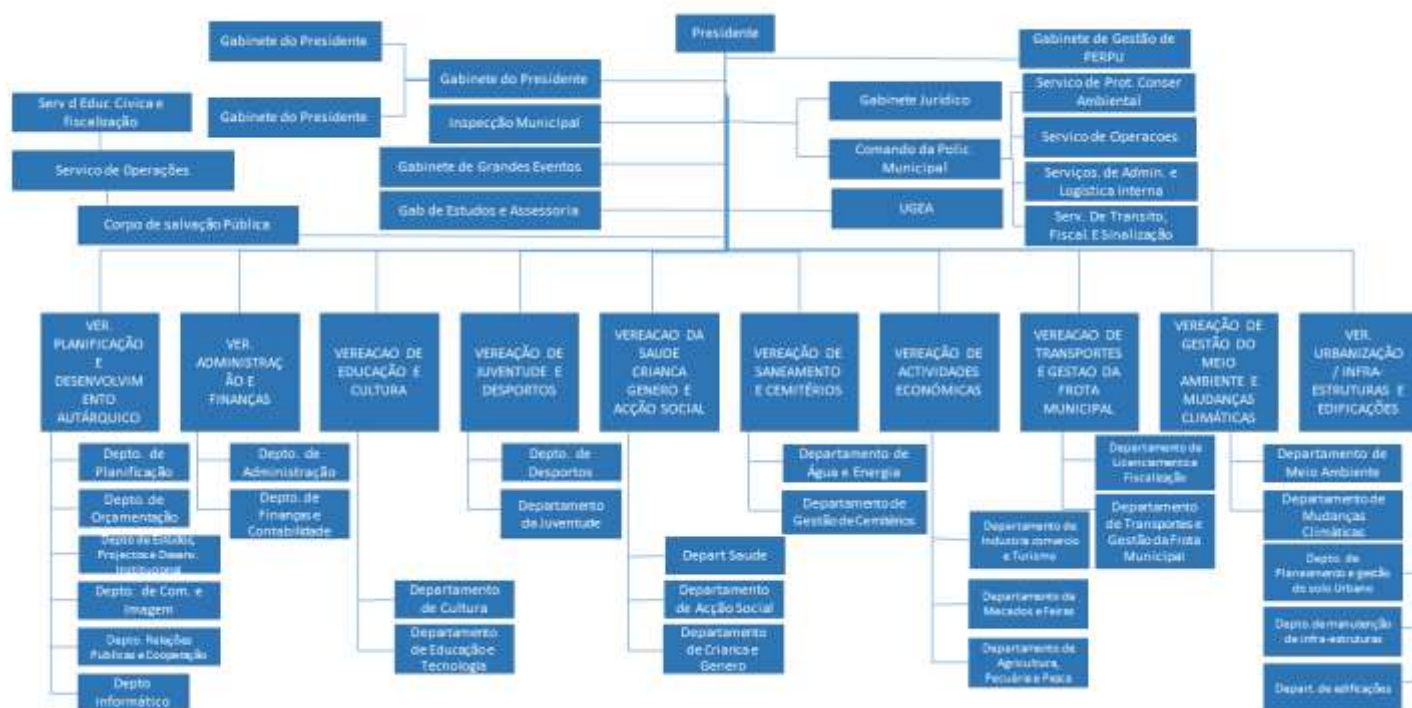 Presidente
Gabinete do Presidente
Gabinete do Presidente
Gabinete do Presidente
Inspecção Municipal
Gabinete de Grandes Eventos
Gab de Estudos e Assessoria
Serv d Educ. Cívica e
fiscalização
Servico de Operações
Corpo de salvação Pública
Gabinete de Gestão de
PERPU
Gabinete Jurídico
Comando da Polic.
Municipal
UGEA
Servico de Prot. Conser
Ambiental
Servico de Operacoes
Serviços. de Admin. e
Logística Interna
Serv. De Transito,
Fiscal. E Sinalização
VER.
PLANIFICAÇÃO
E
DESENVOLVIM
ENTO
AUTÁRQUICO
VER.
ADMINISTRAÇ
ÃO E
FINANÇAS
VEREACAO DE
EDUCAÇÃO E
CULTURA
VEREAÇÃO DE
JUVENTUDE E
DESPORTOS
VEREACAO DA
SAUDE
CRIANCA
GENERO E
ACÇÃO SOCIAL
VEREAÇÃO DE
SANEAMENTO
E CEMITÉRIOS
VEREAÇÃO DE
ACTIVIDADES
ECONÓMICAS
VEREACAO DE
TRANSPORTES
E GESTAO DA
FROTA
MUNICIPAL
VEREAÇÃO DE
GESTÃO DO
MEIO
AMBIENTE E
MUDANÇAS
CLIMÁTICAS
VER.
URBANIZAÇÃO
/ INFRA-
ESTRUTURAS E
EDIFICAÇÕES
Depto. de
Planificação
Depto. de
Orçamentação
Depto de Estudos,
Projectos e Desenv.
Institucional
Depto. de Com. e
Imagem
Depto. Relações
Publicas e Cooperação
Depto
Informático
Depto. de
Administração
Depto. de
Finanças e
Contabilidade
Departamento
de Cultura
Departamento
de Educação e
Tecnologia
Depto. de
Desportos
Departamento
da Juventude
Depart Saude
Departamento
de Acção Social
Departamento
de Crianca e
Genero
Departamento de
Água e Energia
Departamento de
Gestão de Cemitérios
Departamento de
Industria comercio
e Turismo
Departamento de
Mecados e Feiras
Departamento de
Agricultura,
Pecuária e Pesca
Departamento de
Licenciamento e
Fiscalização
Departamento
de Transportes e
Gestão da Frota
Municipal
Departamento de
Meio Ambiente
Departamento de
Mudanças
Climáticas.
Depto. de
Planeamento e gestão
do solo Urbano
Depto. de manutenção
de infra-estruturas
Depart. de edificações